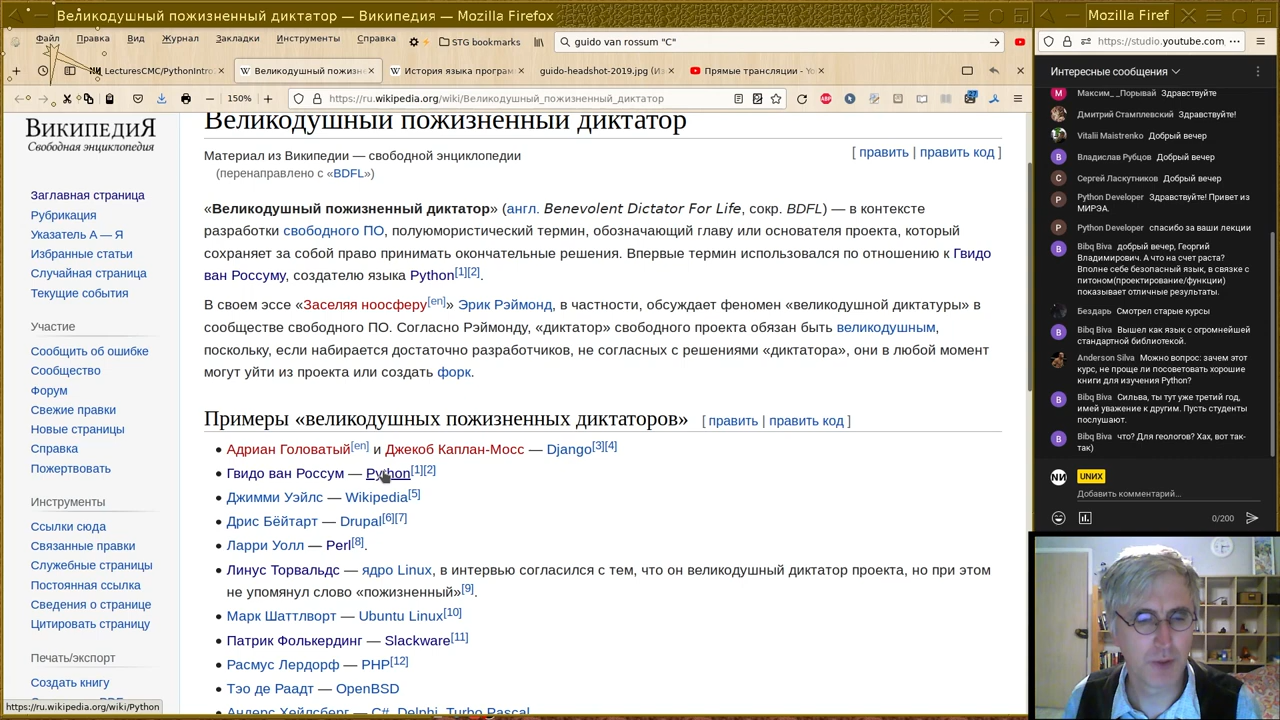 Великодушный пожизненный диктатор — Википедия — Mozilla Firefox
Файл Правка Вид Журнал Закладки Инструменты Справка
STG bookmarks
guido van rossum "C"
LecturesCMC/PythonIntro
Великодушный пожизн
История языка програм
guido-headshot-2019.jpg (Из
Прямые трансляции - Yo
150%
https://ru.wikipedia.org/wiki/Великодушный_пожизненный_диктатор
ABP
27
ВИКИПЕДИЯ
Свободная энциклопедия
Заглавная страница
Рубрикация
Указатель А — Я
Избранные статьи
Случайная страница
Текущие события
Участие
Сообщить об ошибке
Сообщество
Форум
Свежие правки
Новые страницы
Справка
Пожертвовать
Инструменты
Ссылки сюда
Связанные правки
Служебные страницы
Постоянная ссылка
Сведения о странице
Цитировать страницу
Печать/экспорт
Создать книгу
https://ru.wikipedia.org/wiki/Python
Великодушный пожизненный диктатор
[ править | править код ]
Материал из Википедии — свободной энциклопедии
(перенаправлено с «BDFL»)
«Великодушный пожизненный диктатор» (англ. Benevolent Dictator For Life, сокр. BDFL) — в контексте
разработки свободного ПО, полуюмористический термин, обозначающий главу или основателя проекта, который
сохраняет за собой право принимать окончательные решения. Впервые термин использовался по отношению к Гвидо
ван Россуму, создателю языка Python[1][2].
В своем эссе «Заселяя ноосферу[en]» Эрик Рэймонд, в частности, обсуждает феномен «великодушной диктатуры» в
сообществе свободного ПО. Согласно Рэймонду, «диктатор» свободного проекта обязан быть великодушным,
поскольку, если набирается достаточно разработчиков, не согласных с решениями «диктатора», они в любой момент
могут уйти из проекта или создать форк.
Примеры «великодушных пожизненных диктаторов» [ править | править код ]
Адриан Головатый[en] и Джекоб Каплан-Мосс — Django[3][4]
Гвидо ван Россум — Python[1][2]
Джимми Уэйлс — Wikipedia[5]
Дрис Бёйтарт — Drupal[6][7]
Ларри Уолл — Perl[8].
Линус Торвальдс — ядро Linux, в интервью согласился с тем, что он великодушный диктатор проекта, но при этом
не упомянул слово «пожизненный»[9].
Марк Шаттлворт — Ubuntu Linux[10]
Патрик Фолькердинг — Slackware[11]
Расмус Лердорф — PHP[12]
Тэо де Раадт — OpenBSD
Андерс Хейлсберг — C#, Delphi, Turbo Pascal
Mozilla Firef
https://studio.youtube.com
Интересные сообщения
Максим_ _Порывай Здравствуйте
Дмитрий Стамплевский Здравствуйте!
Vitalii Maistrenko Добрый вечер
Владислав Рубцов Добрый вечер
Сергей Ласкутников Добрый вечер
Python Developer Здравствуйте! Привет из
МИРЭА.
Python Developer спасибо за ваши лекции
Bibq Biva добрый вечер, Георгий
Владимирович. А что на счет раста?
Вполне себе безопасный язык, в связке с
питоном(проектирование/функции)
показывает отличные результаты.
Бездарь Смотрел старые курсы
Bibq Biva Вышел как язык с огромнейшей
стандартной библиотекой.
Anderson Silva Можно вопрос: зачем этот
курс, не проще ли посоветовать хорошие
книги для изучения Python?
Bibq Biva Сильва, ты тут уже третий год,
имей уважение к другим. Пусть студенты
послушают.
Bibq Biva что? Для геологов? Хах, вот так-
так)
UNИX
Добавить комментарий...
0/200